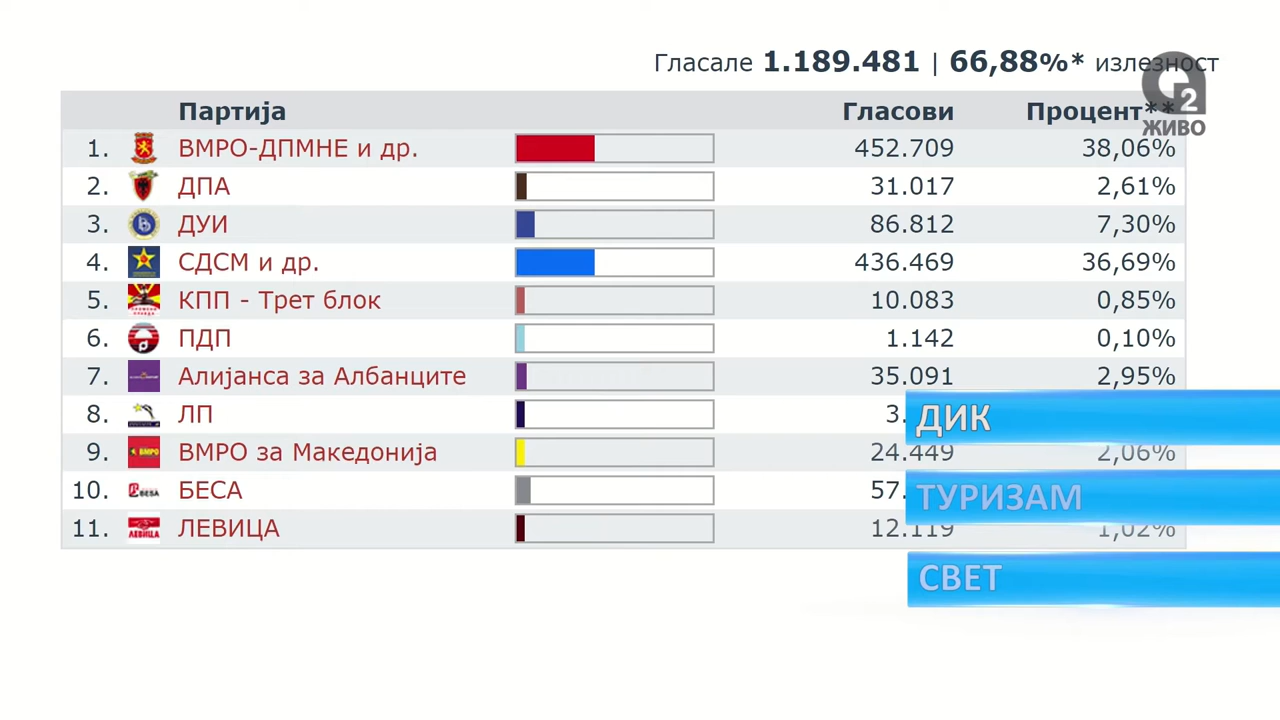 Гласале 1.189.481 | 66,88%* излезност
Партија Гласови Процент**
2
ЖИВО
1. ВМРО-ДПМНЕ и др. 452.709 38,06%
2. ДПА 31.017 2,61%
3. ДУИ 86.812 7,30%
4. СДСМ и др. 436.469 36,69%
5. КПП - Трет блок 10.083 0,85%
6. ПДП 1.142 0,10%
7. Алијанса за Албанците 35.091 2,95%
8. ЛП 3.
ДИК
9. ВМРО за Македонија 24.449 2,06%
10. БЕСА 57.
ТУРИЗАМ
11. ЛЕВИЦА 12.119 1,02%
СВЕТ